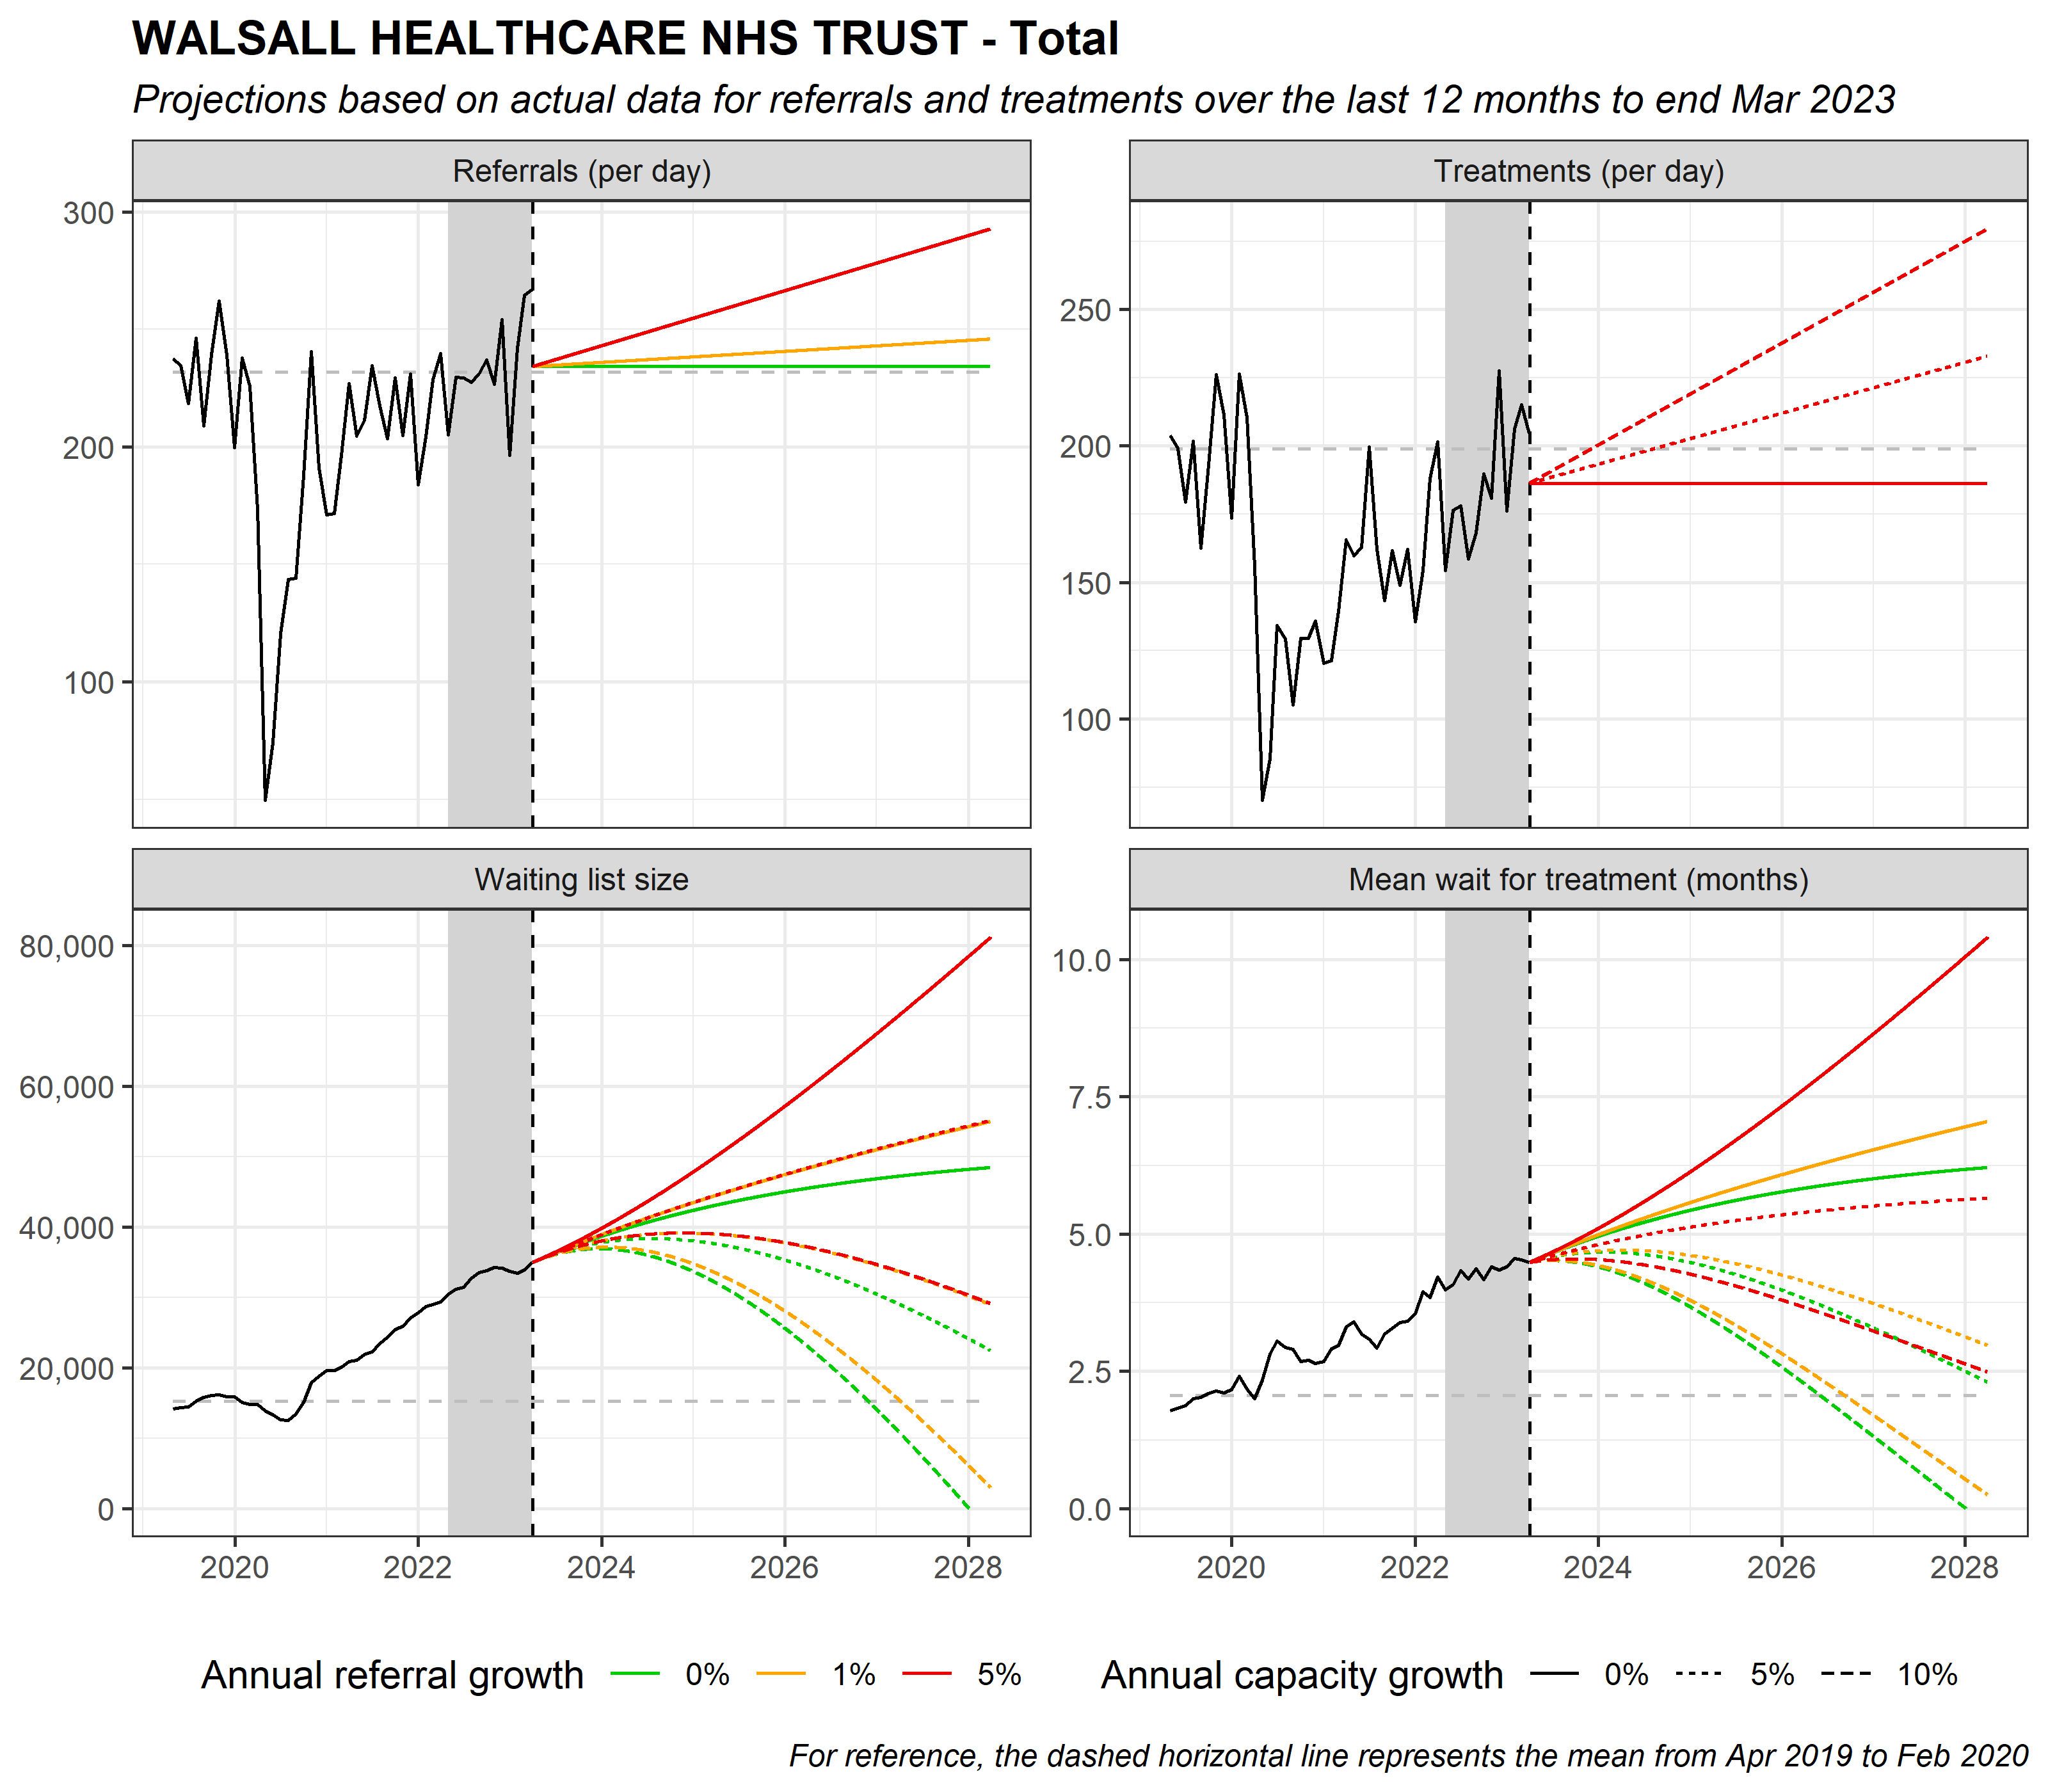 WALSALL HEALTHCARE NHS TRUST - Total
Projections based on actual data for referrals and treatments over the last 12 months to end Mar 2023
Referrals (per day)
300
200
100
Treatments (per day)
250
200
150
100
Waiting list size
80,000
60,000
40,000
20,000
0
2020 2022 2024 2026 2028
Mean wait for treatment (months)
10.0
7.5
5.0
2.5
0.0
2020 2022 2024 2026 2028
Annual referral growth 0% 1% 5%
Annual capacity growth 0% 5% 10%
For reference, the dashed horizontal line represents the mean from Apr 2019 to Feb 2020